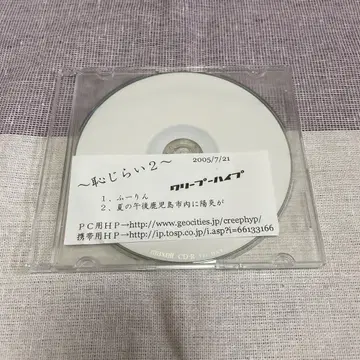 ～恥じらい２～
2005/7/21
クリープハイプ
１、ふーりん
２、夏の午後鹿児島市内に陽炎が
ＰＣ用ＨＰ→http://www.geocities.jp/creephyp/
携帯用ＨＰ→http://ip.tosp.co.jp/i.asp?i=66133166